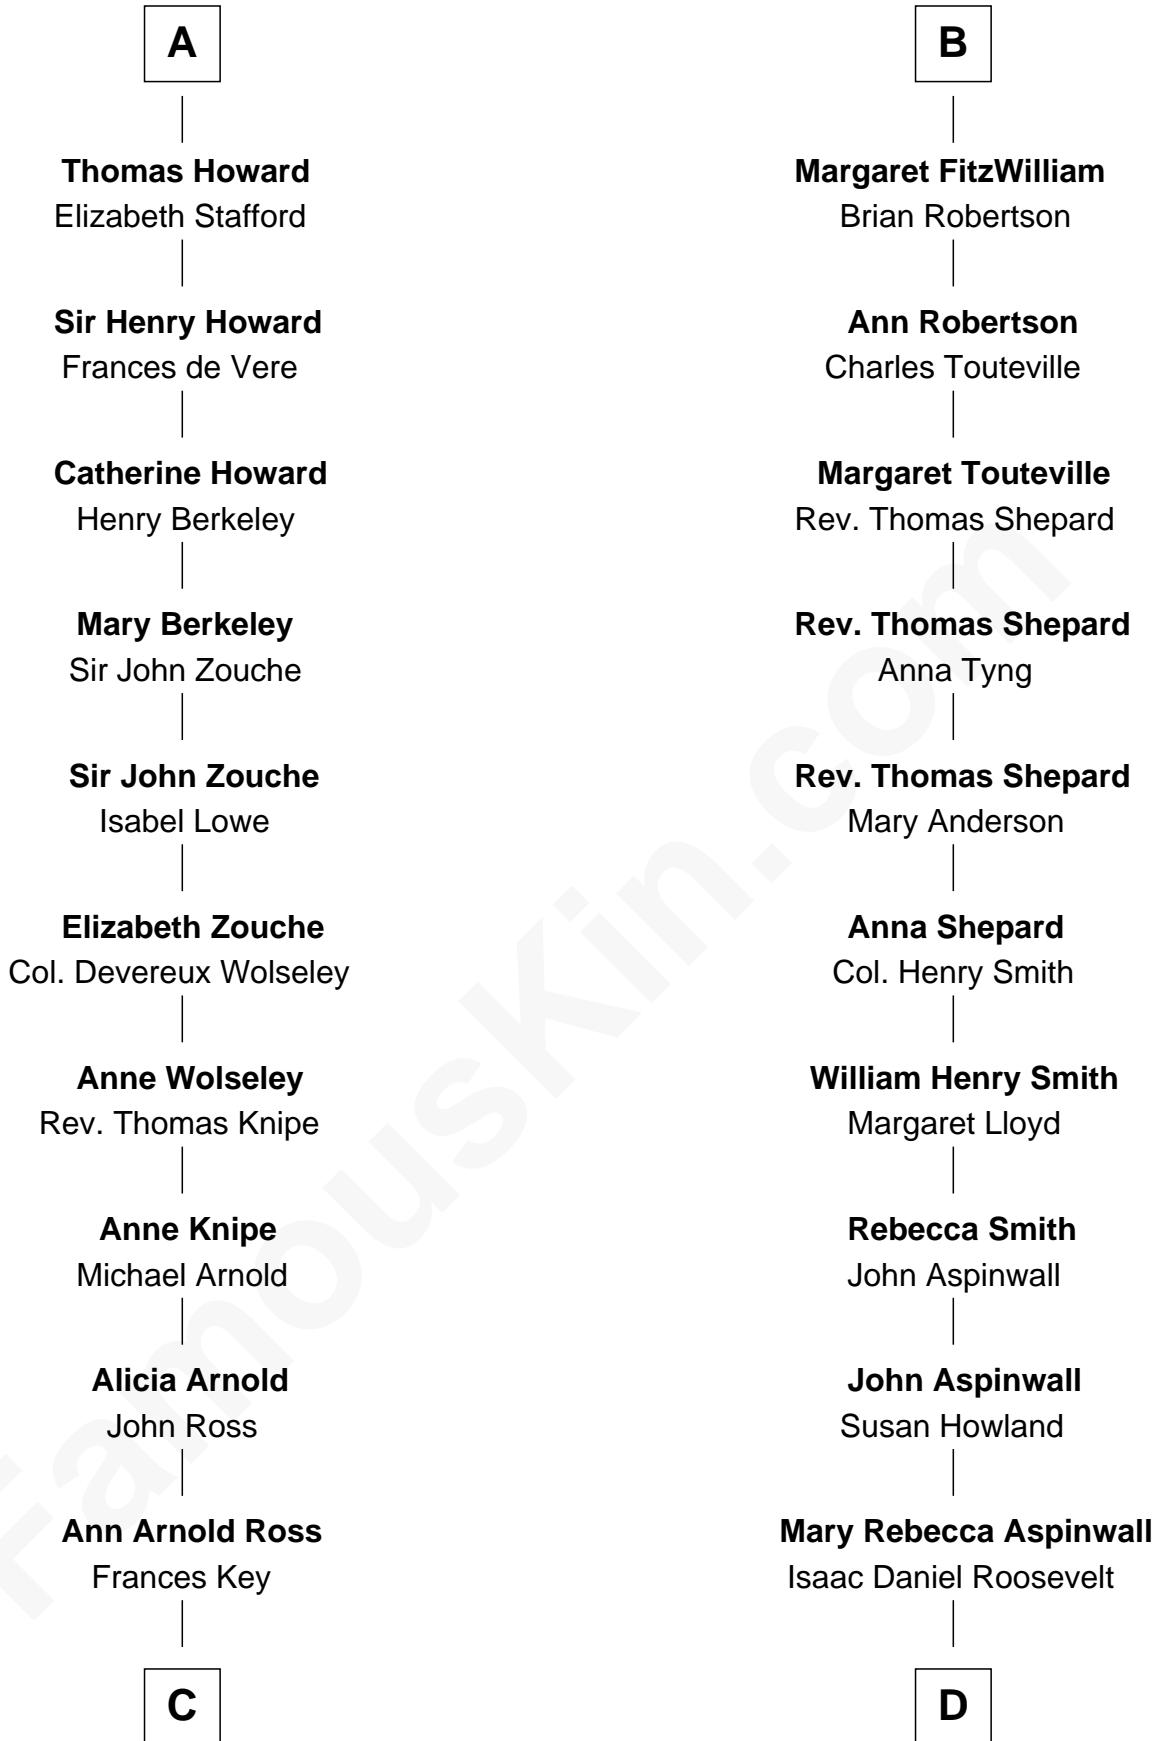 A
Thomas Howard
Elizabeth Stafford
Sir Henry Howard
Frances de Vere
Catherine Howard
Henry Berkeley
Mary Berkeley
Sir John Zouche
Sir John Zouche
Isabel Lowe
Elizabeth Zouche
Col. Devereux Wolseley
Anne Wolseley
Rev. Thomas Knipe
Anne Knipe
Michael Arnold
Alicia Arnold
John Ross
Ann Arnold Ross
Frances Key
C
B
Margaret FitzWilliam
Brian Robertson
Ann Robertson
Charles Touteville
Margaret Touteville
Rev. Thomas Shepard
Rev. Thomas Shepard
Anna Tyng
Rev. Thomas Shepard
Mary Anderson
Anna Shepard
Col. Henry Smith
William Henry Smith
Margaret Lloyd
Rebecca Smith
John Aspinwall
John Aspinwall
Susan Howland
Mary Rebecca Aspinwall
Isaac Daniel Roosevelt
D
FamousKin.com